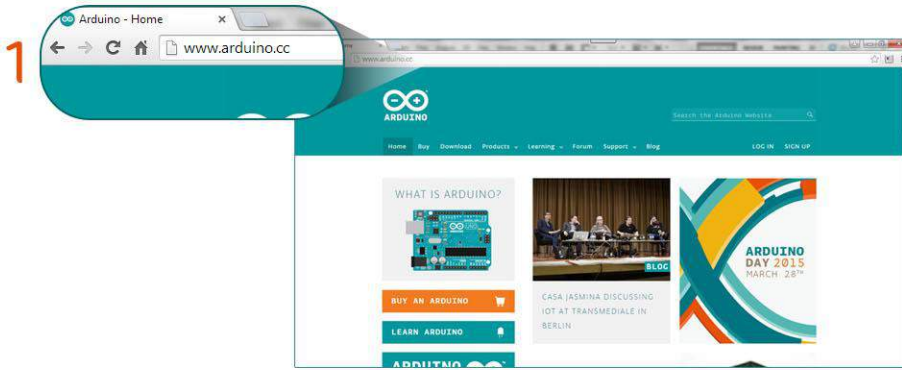 1
Arduino - Home
www.arduino.cc
www.arduino.cc
ARDUINO
Search the Arduino Website
Home Buy Download Products Learning Forum Support Blog LOG IN SIGN UP
WHAT IS ARDUINO?
UNO
BLOG
CASA JASMINA DISCUSSING
IOT AT TRANSMEDIALE IN
BERLIN
ARDUINO
DAY 2015
MARCH 28TH
BUY AN ARDUINO
LEARN ARDUINO
ARDUINO